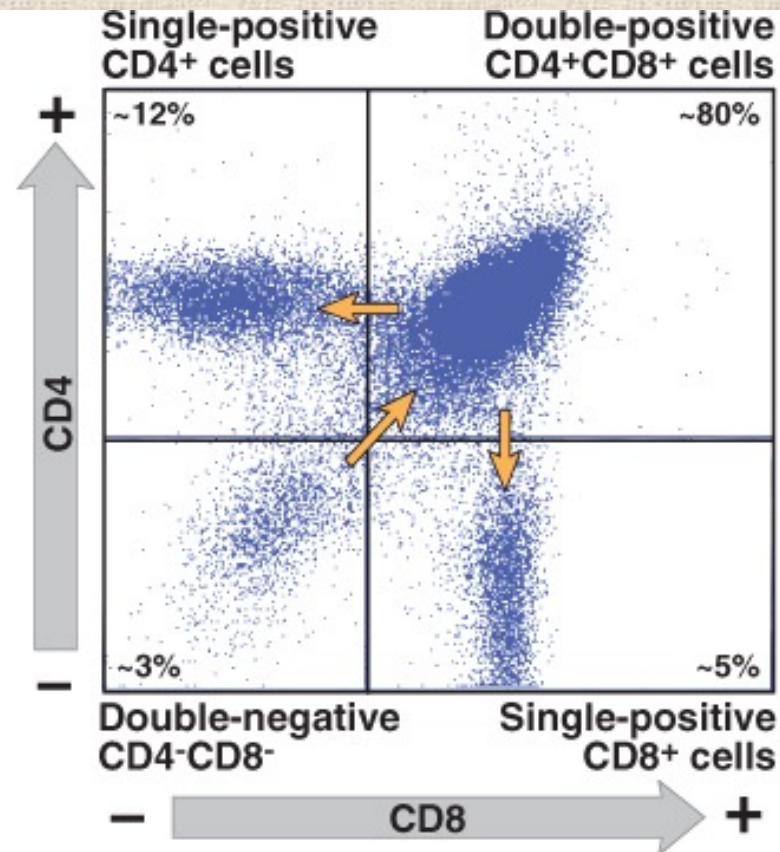 Single-positive
CD4⁺ cells
Double-positive
CD4⁺CD8⁺ cells
+
~12%
~80%
CD4
~3%
~5%
−
Double-negative
CD4⁻CD8⁻
Single-positive
CD8⁺ cells
−
CD8
+